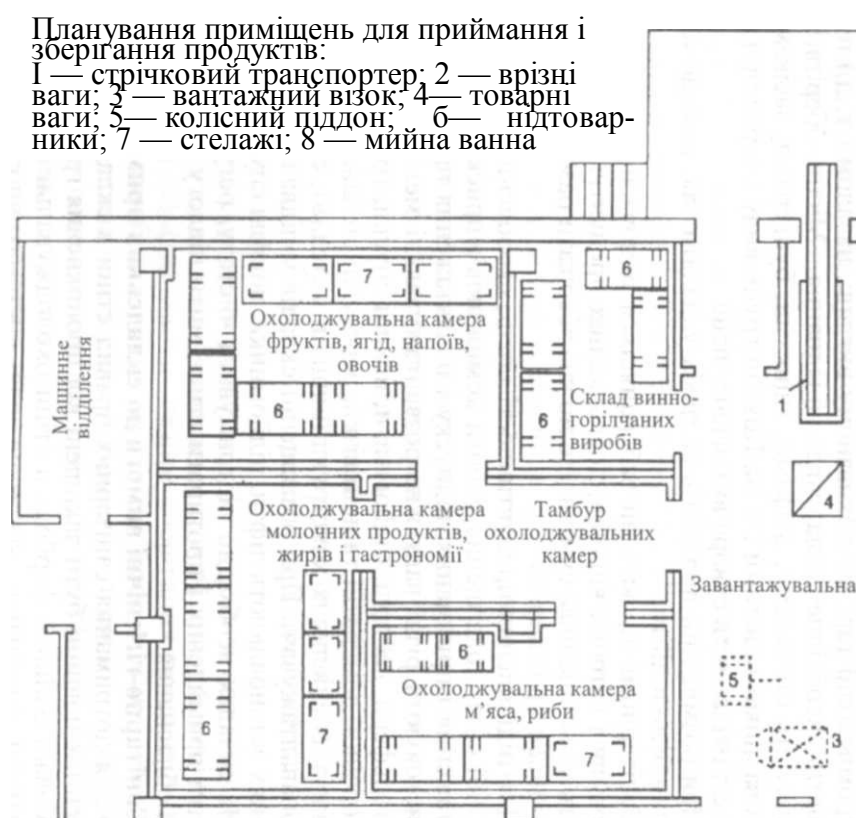 Планування приміщень для приймання і
зберігання продуктів:
І — стрічковий транспортер; 2 — врізні
ваги; 3 — вантажний візок; 4— товарні
ваги; 5— колісний піддон; б— нідтовар-
ники; 7 — стелажі; 8 — мийна ванна
6
7
6
Охолоджувальна камера
фруктів, ягід, напоїв,
овочів
6
Машинне
відділення
6
Склад винно-
горілчаних
виробів
1
4
Охолоджувальна камера
молочних продуктів,
жирів і гастрономії
Тамбур
охолоджувальних
камер
Завантажувальна
6
5
Охолоджувальна камера
м’яса, риби
6
7
7
3